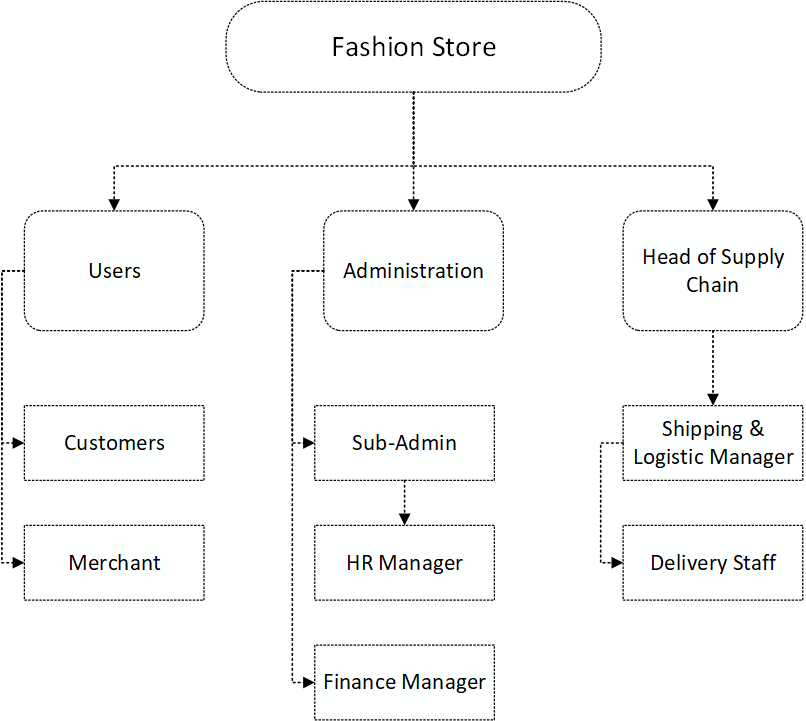 Fashion Store
Users
Administration
Head of Supply
Chain
Customers
Sub-Admin
Shipping &
Logistic Manager
Merchant
HR Manager
Delivery Staff
Finance Manager